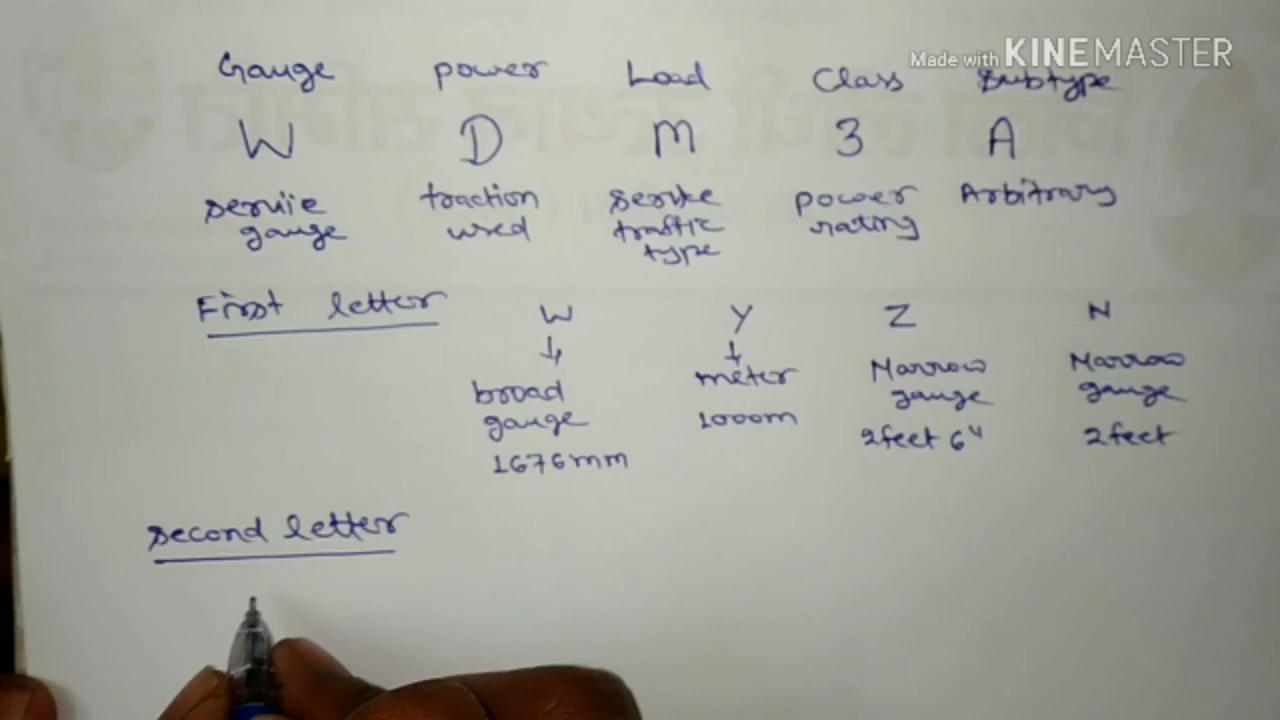 Made with KINEMASTER
Gauge power Load Class Subtype
W D M 3 A
service gauge traction used service traffic type power rating Arbitrary
First letter W Y Z N
broad gauge meter Narrow gauge Narrow gauge
1676mm 1000m 2feet 6" 2feet
Second letter